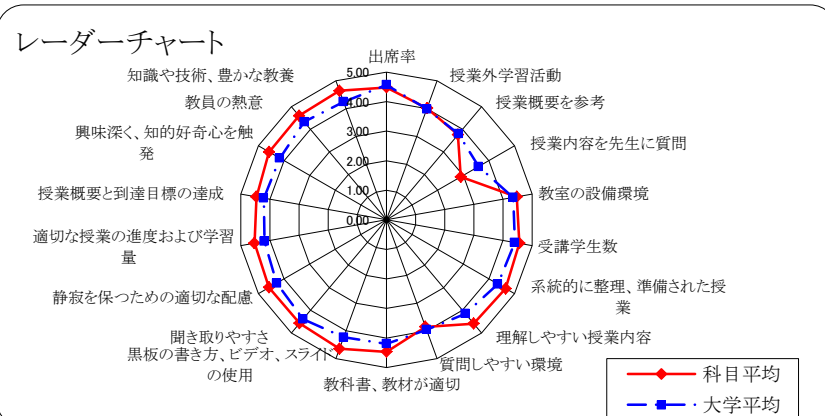 レーダーチャート
出席率
授業外学習活動
授業概要を参考
授業内容を先生に質問
教室の設備環境
受講学生数
系統的に整理、準備された授
業
理解しやすい授業内容
質問しやすい環境
教科書、教材が適切
黒板の書き方、ビデオ、スライド
の使用
聞き取りやすさ
静寂を保つための適切な配慮
適切な授業の進度および学習
量
授業概要と到達目標の達成
興味深く、知的好奇心を触
発
教員の熱意
知識や技術、豊かな教養
5.00
4.00
3.00
2.00
1.00
0.00
科目平均
大学平均